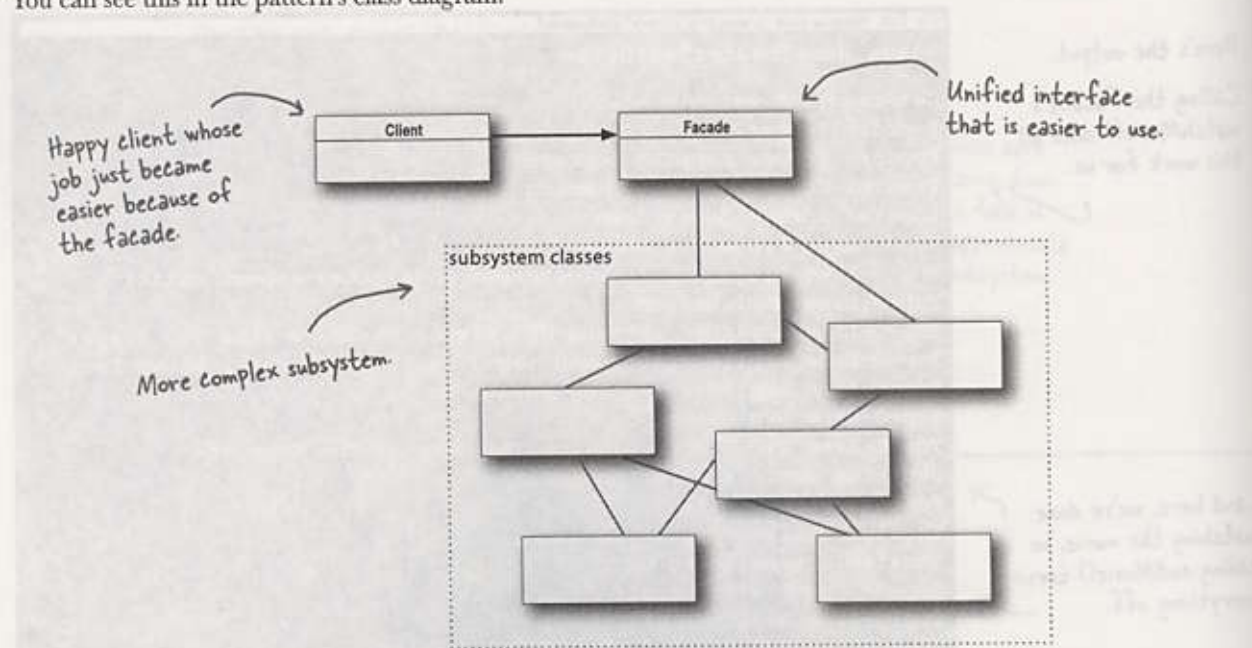 You can see this in the pattern's class diagram.
Happy client whose
job just became
easier because of
the facade.
Client
Facade
Unified interface
that is easier to use.
subsystem classes
More complex subsystem.